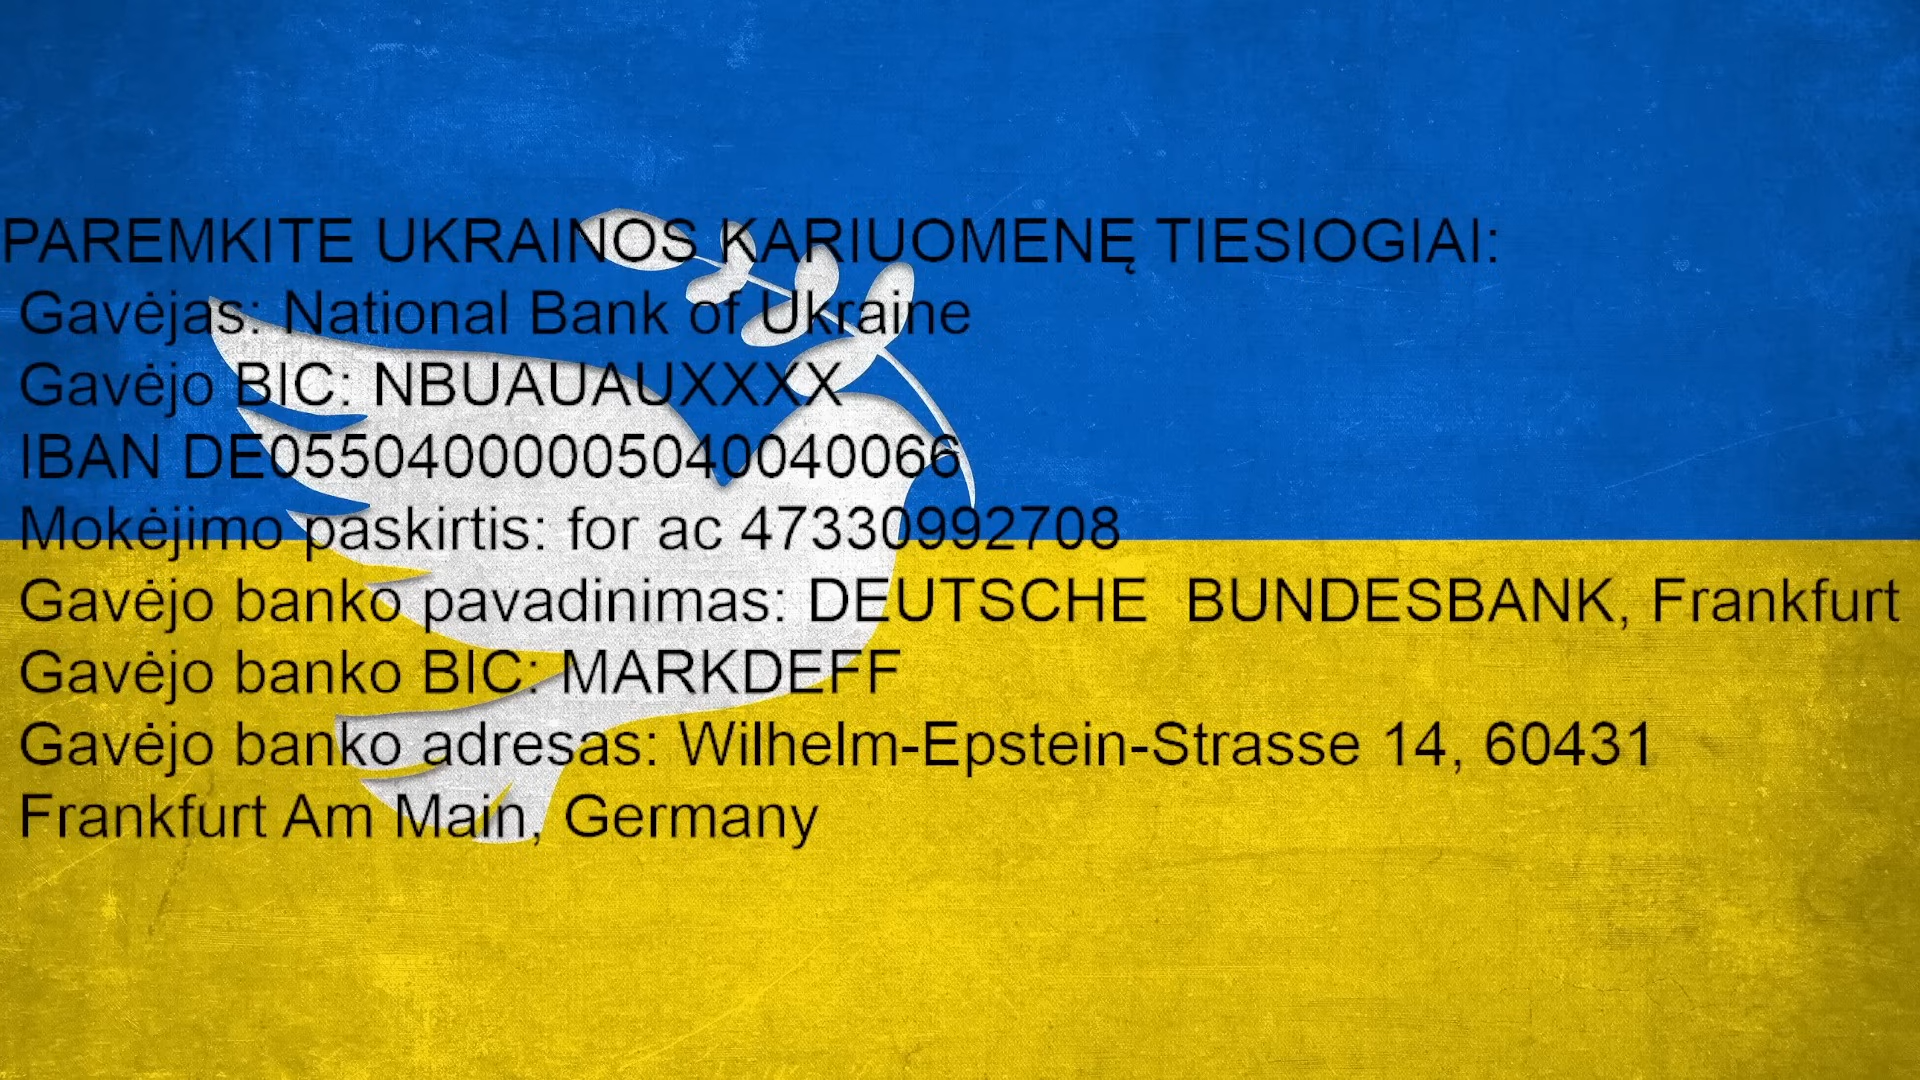 PAREMKITE UKRAINOS KARIUOMENĘ TIESIOGIAI:
Gavėjas: National Bank of Ukraine
Gavėjo BIC: NBUAUAUXXXX
IBAN DE05504000005040040066
Mokėjimo paskirtis: for ac 47330992708
Gavėjo banko pavadinimas: DEUTSCHE BUNDESBANK, Frankfurt
Gavėjo banko BIC: MARKDEFF
Gavėjo banko adresas: Wilhelm-Epstein-Strasse 14, 60431
Frankfurt Am Main, Germany